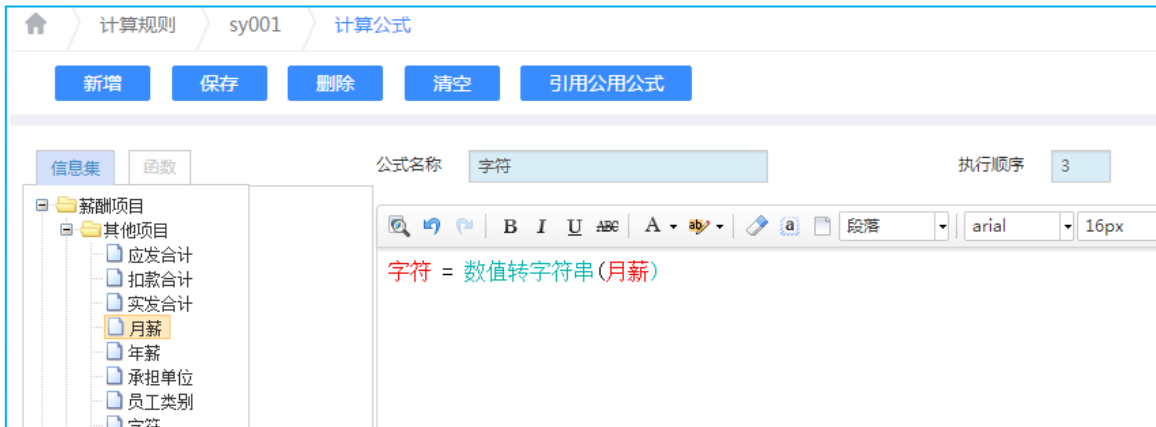 计算规则 sy001 计算公式
新增 保存 删除 清空 引用公用公式
信息集 函数 公式名称 字符 执行顺序 3
薪酬项目
其他项目
B I U ABC A ab a 段落 arial 16px
应发合计
字符 = 数值转字符串(月薪)
扣款合计
实发合计
月薪
年薪
承担单位
员工类别
字符